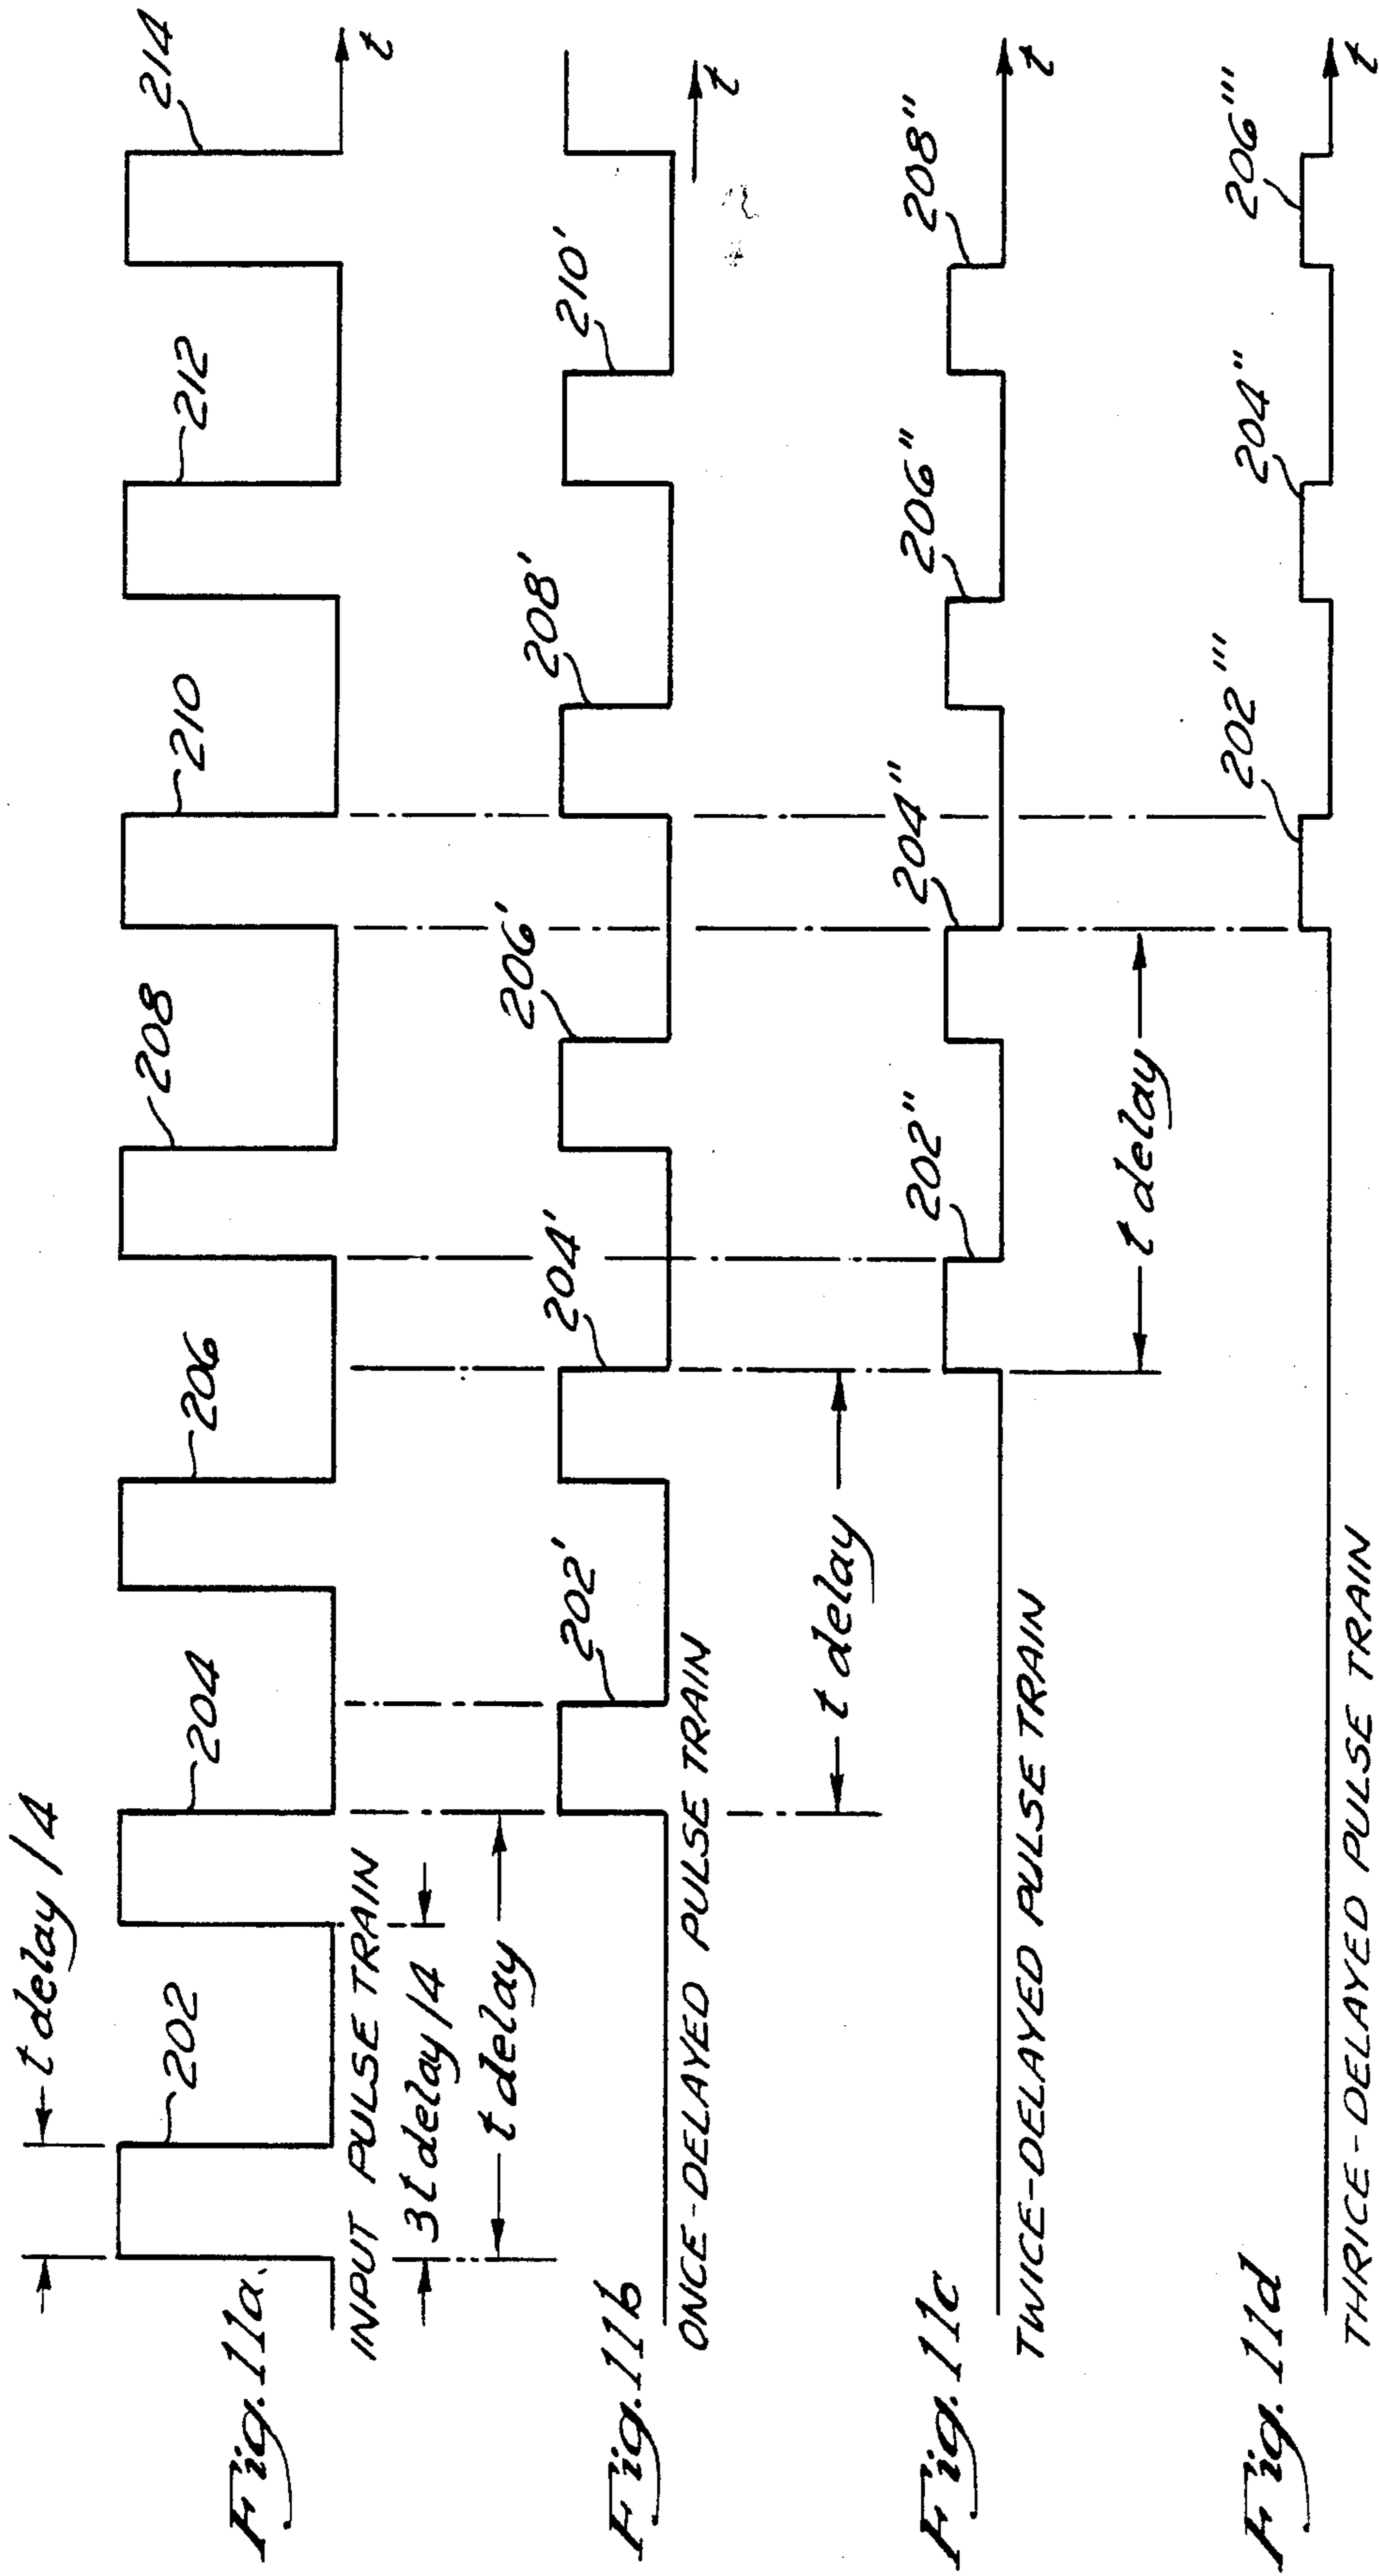 t delay/4
202
204
206
208
210
212
214
t
Fig. 11a.
INPUT PULSE TRAIN
3t delay/4
t delay
202'
204'
206'
208'
210'
t
Fig. 11b
ONCE-DELAYED PULSE TRAIN
t delay
202"
204"
206"
208"
t
Fig. 11c
TWICE-DELAYED PULSE TRAIN
t delay
202'''
204"
206'''
t
Fig. 11d
THRICE-DELAYED PULSE TRAIN